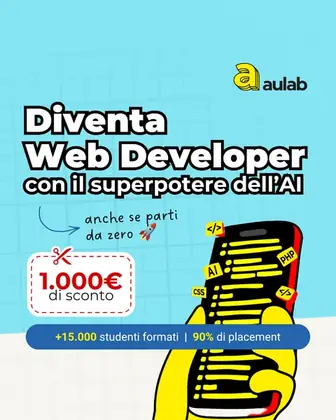 aulab
Diventa
Web Developer
con il superpotere dell'AI
anche se parti
da zero 🚀
1.000€
di sconto
</>
AI
PHP
CSS
</>
+15.000 studenti formati | 90% di placement